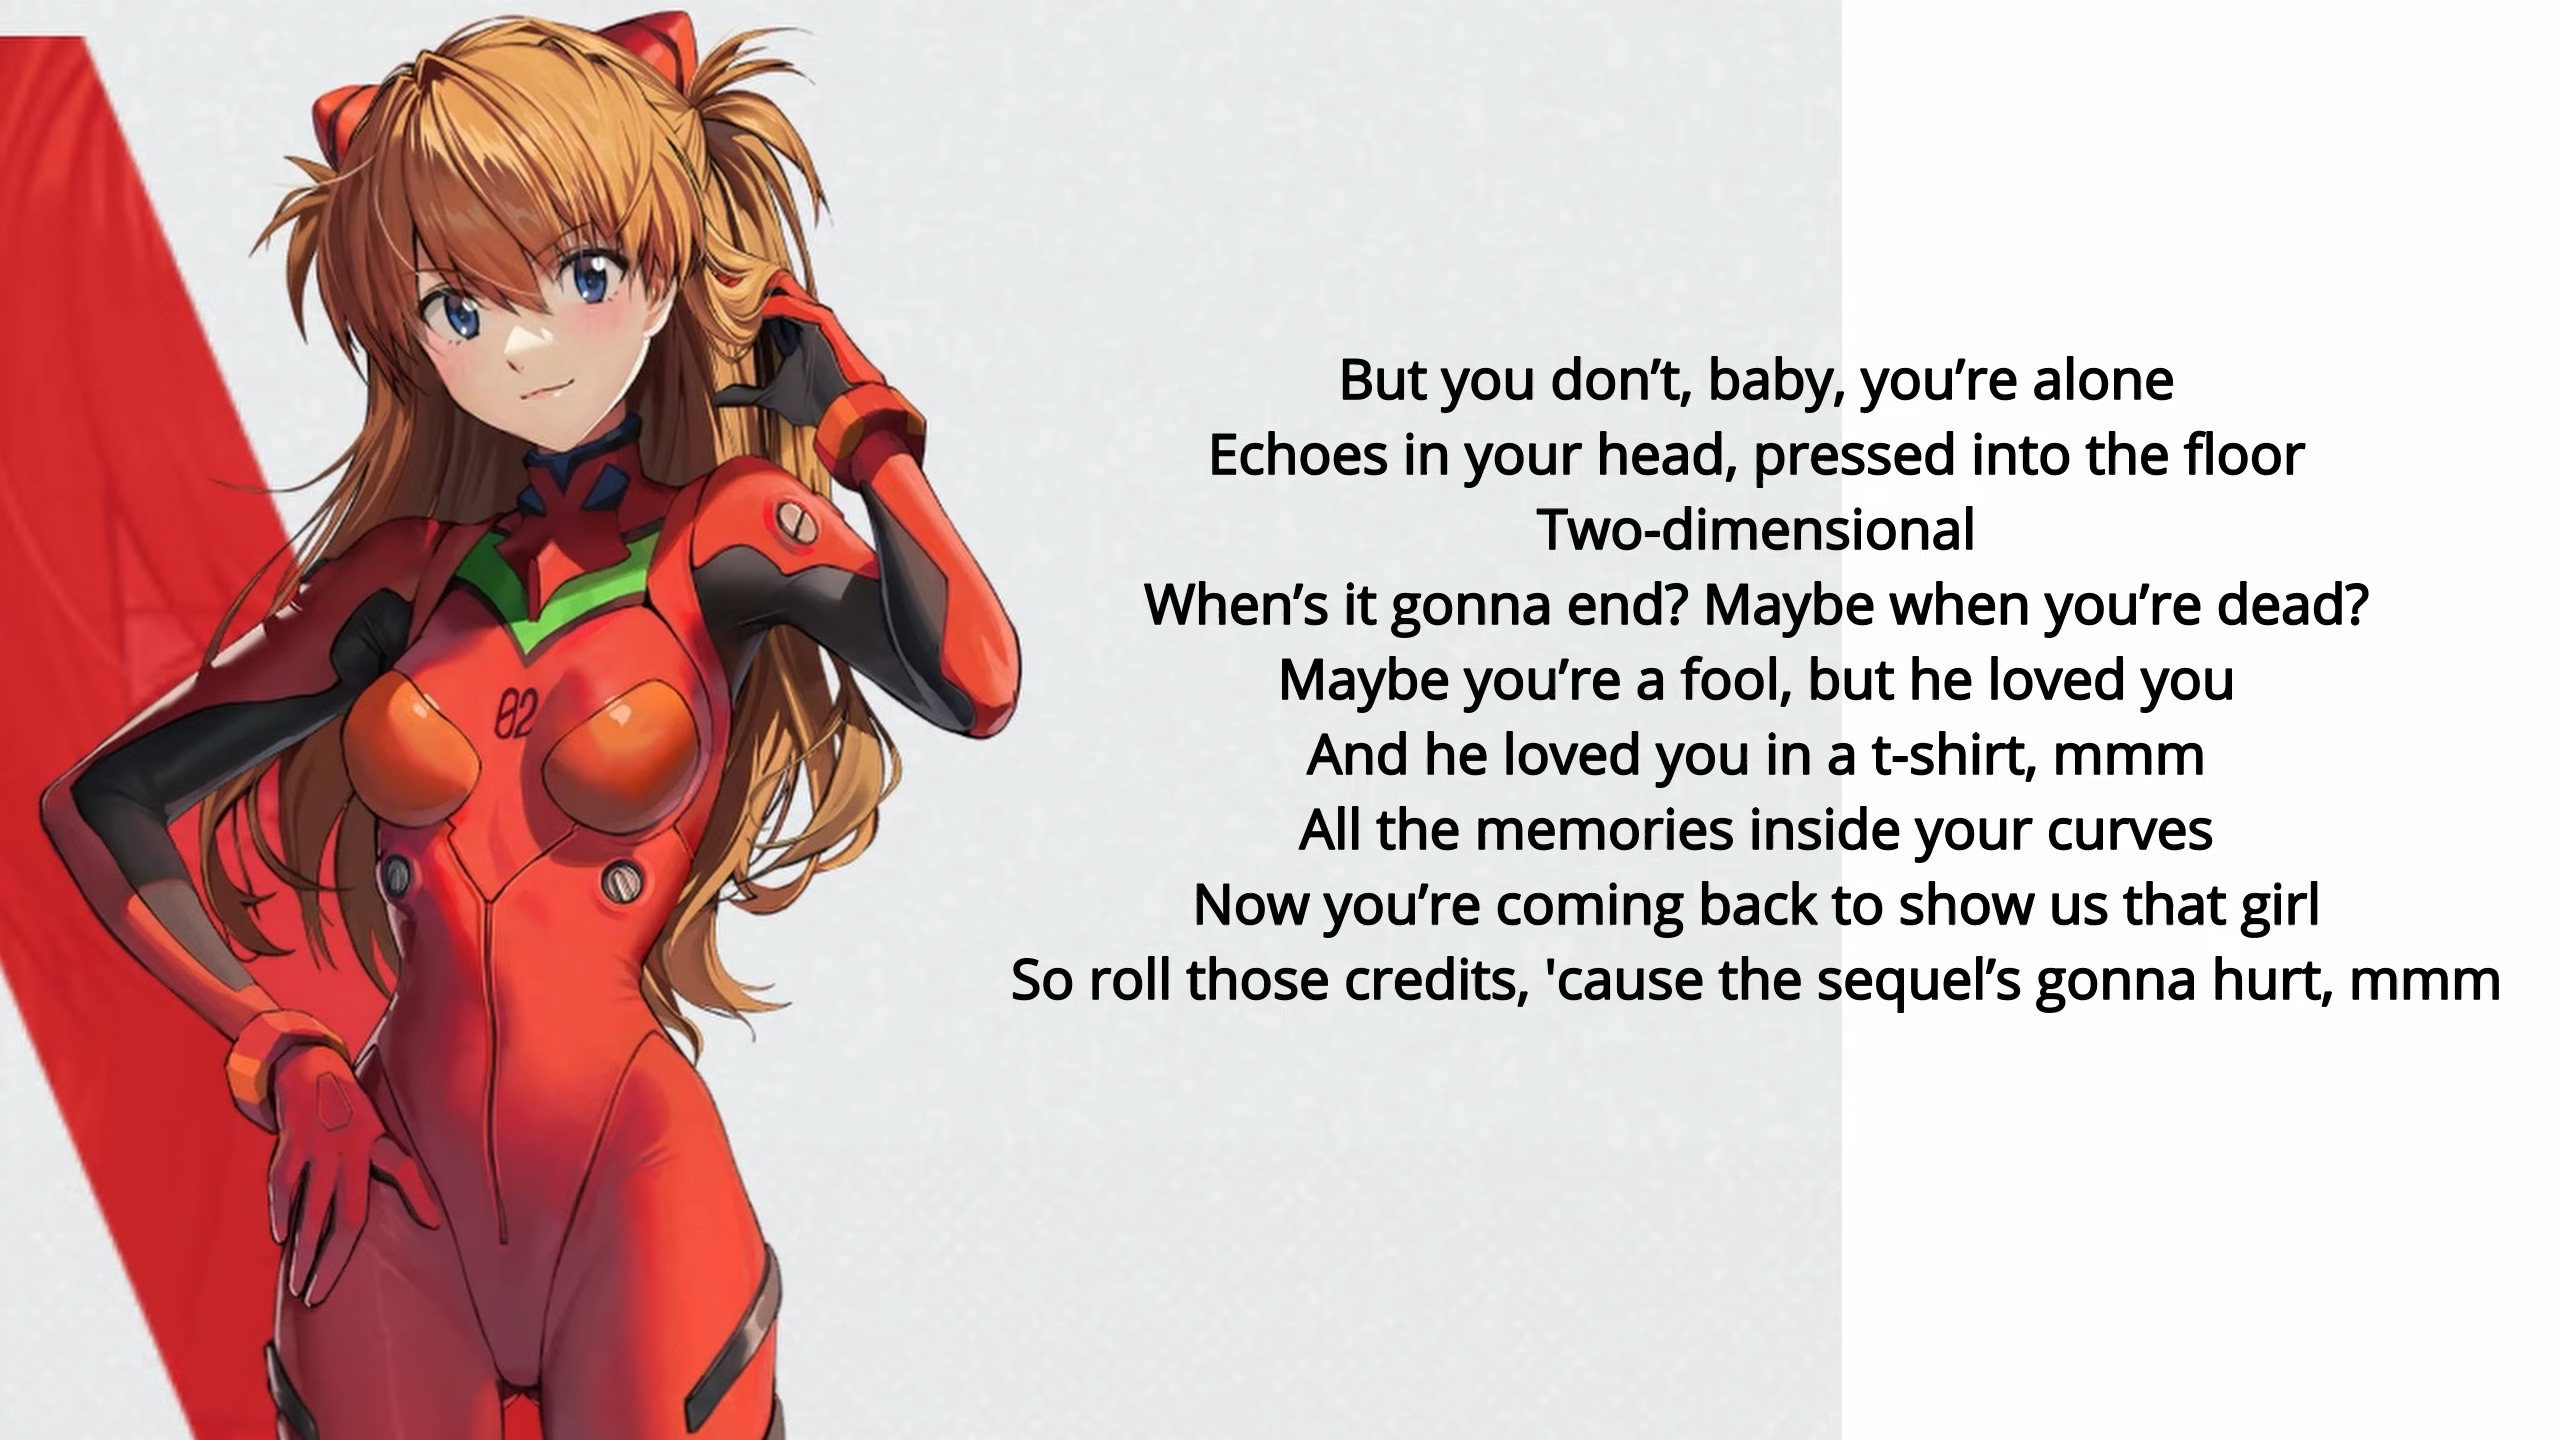 02
But you don’t, baby, you’re alone
Echoes in your head, pressed into the floor
Two-dimensional
When’s it gonna end? Maybe when you’re dead?
Maybe you’re a fool, but he loved you
And he loved you in a t-shirt, mmm
All the memories inside your curves
Now you’re coming back to show us that girl
So roll those credits, 'cause the sequel’s gonna hurt, mmm